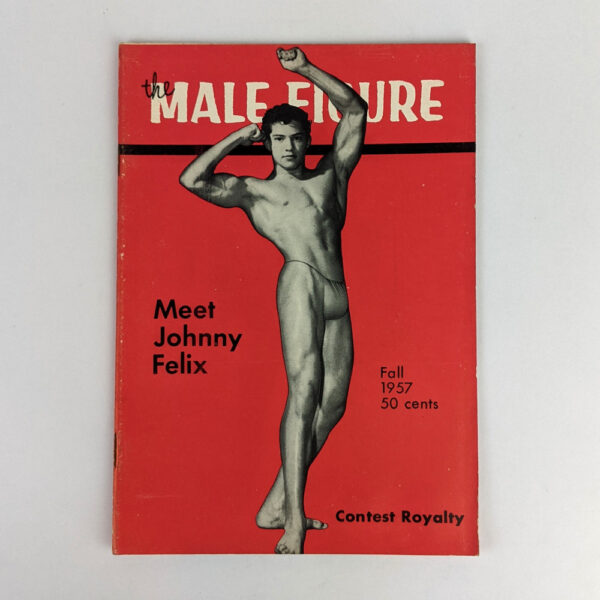 the
MALE FIGURE
Meet
Johnny
Felix
Fall
1957
50 cents
Contest Royalty